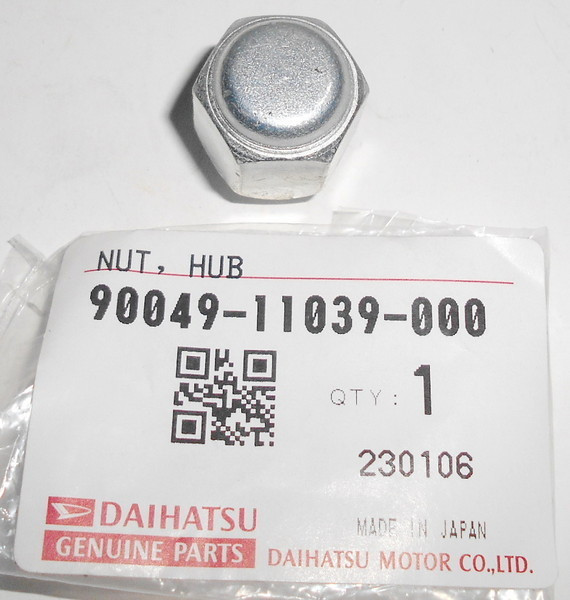 NUT, HUB
90049-11039-000
QTY: 1
230106
MADE IN JAPAN
DAIHATSU
GENUINE PARTS
DAIHATSU MOTOR CO.,LTD.